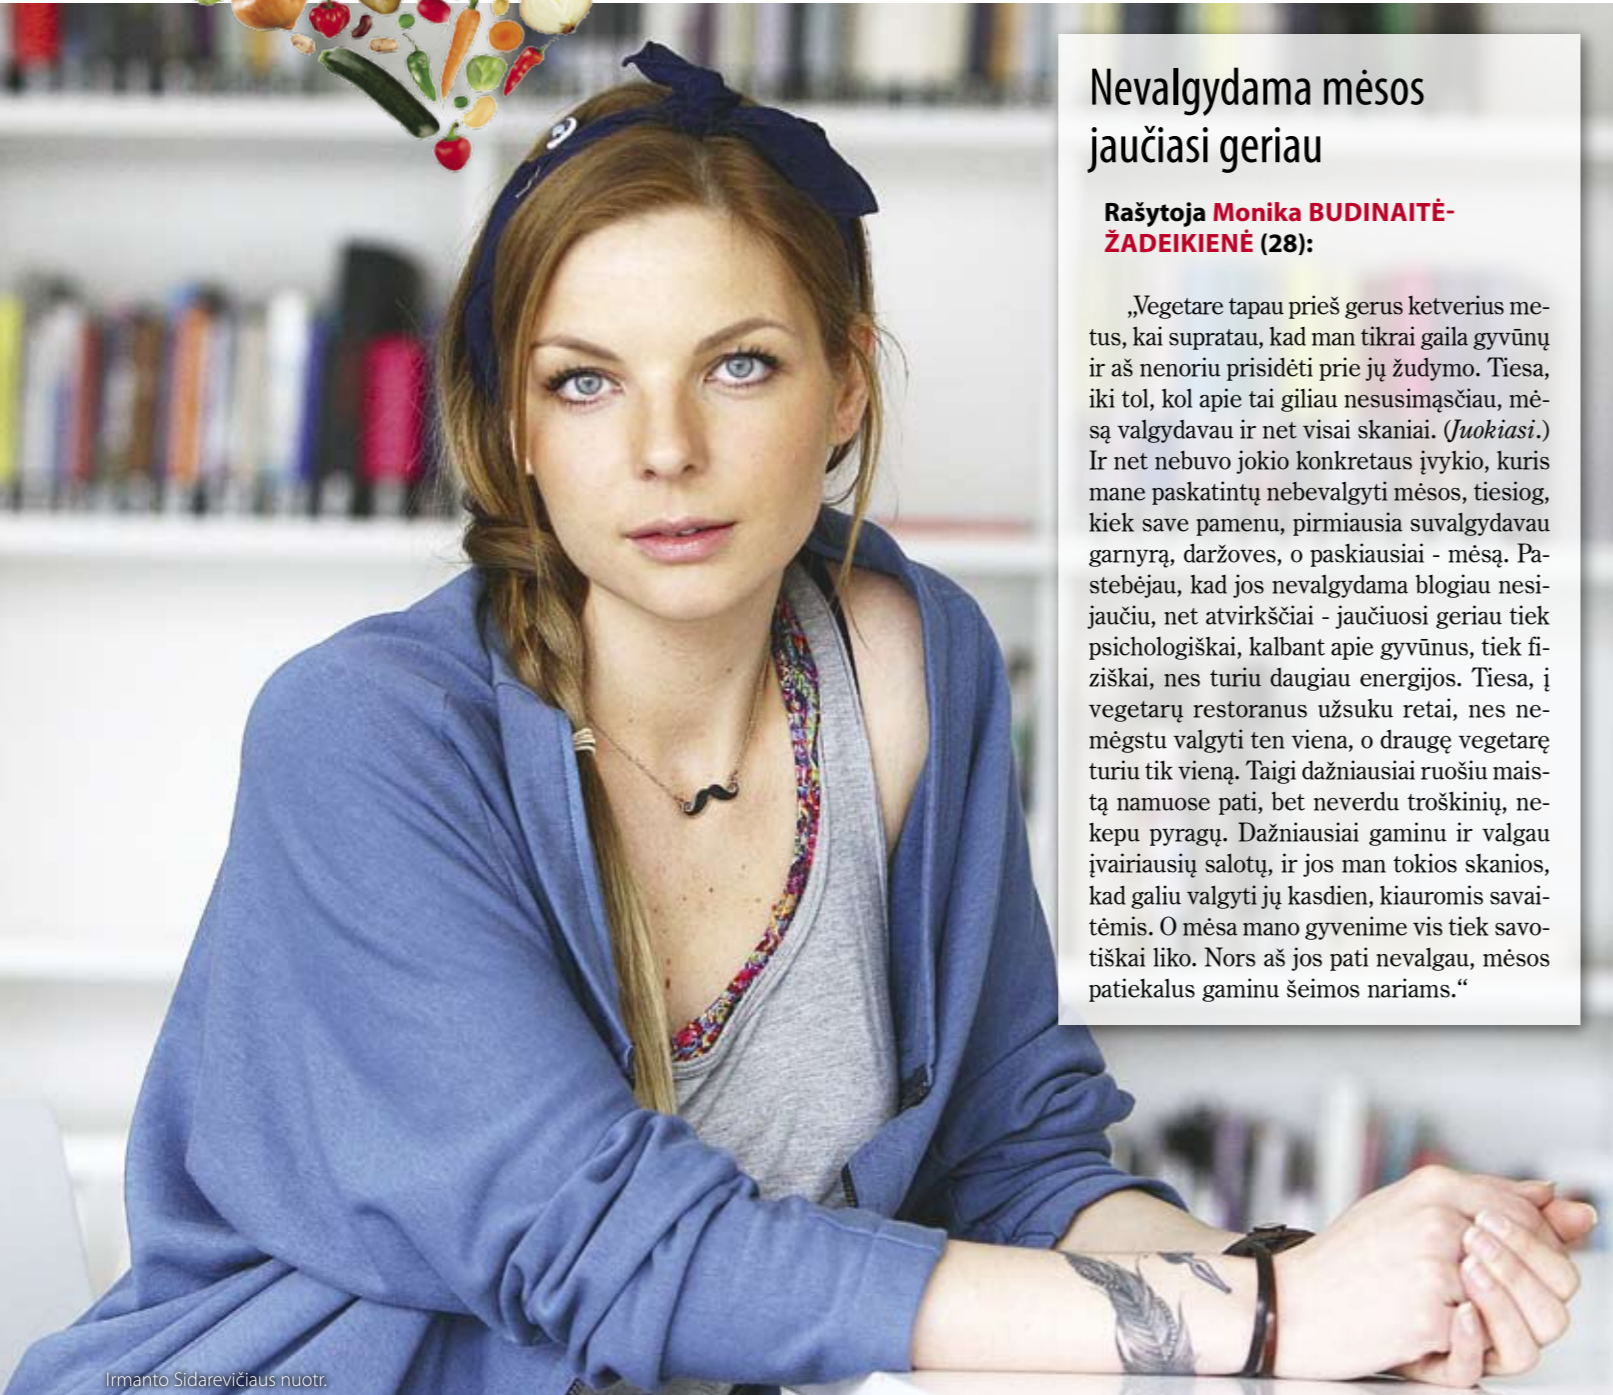 Nevalgydama mėsos
jaučiasi geriau
Rašytoja Monika BUDINAITĖ-
ŽADEIKIENĖ (28):
„Vegetare tapau prieš gerus ketverius me-
tus, kai supratau, kad man tikrai gaila gyvūnų
ir aš nenoriu prisidėti prie jų žudymo. Tiesa,
iki tol, kol apie tai giliau nesusimąsčiau, mė-
są valgydavau ir net visai skaniai. (Juokiasi.)
Ir net nebuvo jokio konkretaus įvykio, kuris
mane paskatintų nebevalgyti mėsos, tiesiog,
kiek save pamenu, pirmiausia suvalgydavau
garnyrą, daržoves, o paskiausiai - mėsą. Pa-
stebėjau, kad jos nevalgydama blogiau nesi-
jaučiu, net atvirkščiai - jaučiuosi geriau tiek
psichologiškai, kalbant apie gyvūnus, tiek fi-
ziškai, nes turiu daugiau energijos. Tiesa, į
vegetarų restoranus užsuku retai, nes ne-
mėgstu valgyti ten viena, o draugę vegetarę
turiu tik vieną. Taigi dažniausiai ruošiu mais-
tą namuose pati, bet neverdu troškinių, ne-
kepu pyragų. Dažniausiai gaminu ir valgau
įvairiausių salotų, ir jos man tokios skanios,
kad galiu valgyti jų kasdien, kiauromis savai-
tėmis. O mėsa mano gyvenime vis tiek savo-
tiškai liko. Nors aš jos pati nevalgau, mėsos
patiekalus gaminu šeimos nariams.“
Irmanto Sidarevičiaus nuotr.